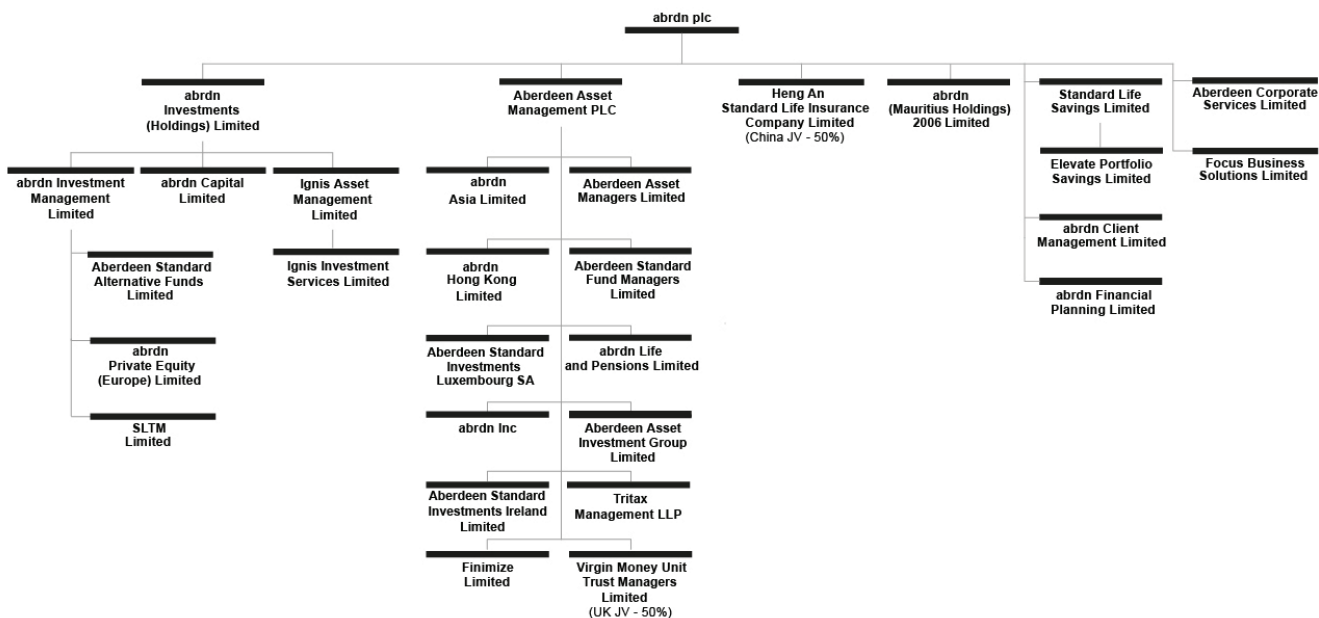 abrdn plc
abrdn
Investments
(Holdings) Limited
Aberdeen Asset
Management PLC
Heng An
Standard Life Insurance
Company Limited
(China JV - 50%)
abrdn
(Mauritius Holdings)
2006 Limited
Standard Life
Savings Limited
Aberdeen Corporate
Services Limited
abrdn Investment
Management
Limited
abrdn Capital
Limited
Ignis Asset
Management
Limited
abrdn
Asia Limited
Aberdeen Asset
Managers Limited
Elevate Portfolio
Savings Limited
Focus Business
Solutions Limited
Aberdeen Standard
Alternative Funds
Limited
Ignis Investment
Services Limited
abrdn
Hong Kong
Limited
Aberdeen Standard
Fund Managers
Limited
abrdn Client
Management Limited
abrdn Financial
Planning Limited
abrdn
Private Equity
(Europe) Limited
Aberdeen Standard
Investments
Luxembourg SA
abrdn Life
and Pensions Limited
SLTM
Limited
abrdn Inc
Aberdeen Asset
Investment Group
Limited
Aberdeen Standard
Investments Ireland
Limited
Tritax
Management LLP
Finimize
Limited
Virgin Money Unit
Trust Managers
Limited
(UK JV - 50%)